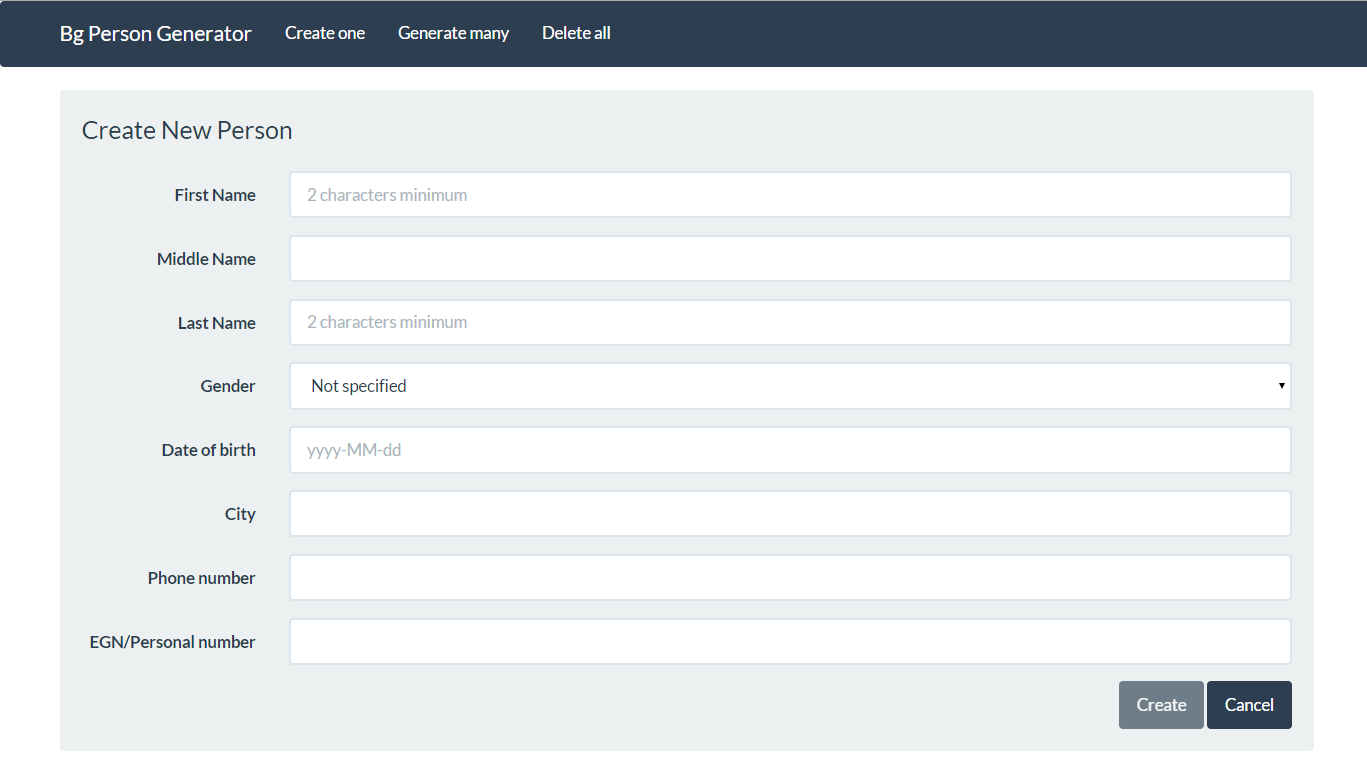 Bg Person Generator Create one Generate many Delete all
Create New Person
First Name 2 characters minimum
Middle Name
Last Name 2 characters minimum
Gender Not specified
Date of birth yyyy-MM-dd
City
Phone number
EGN/Personal number
Create Cancel